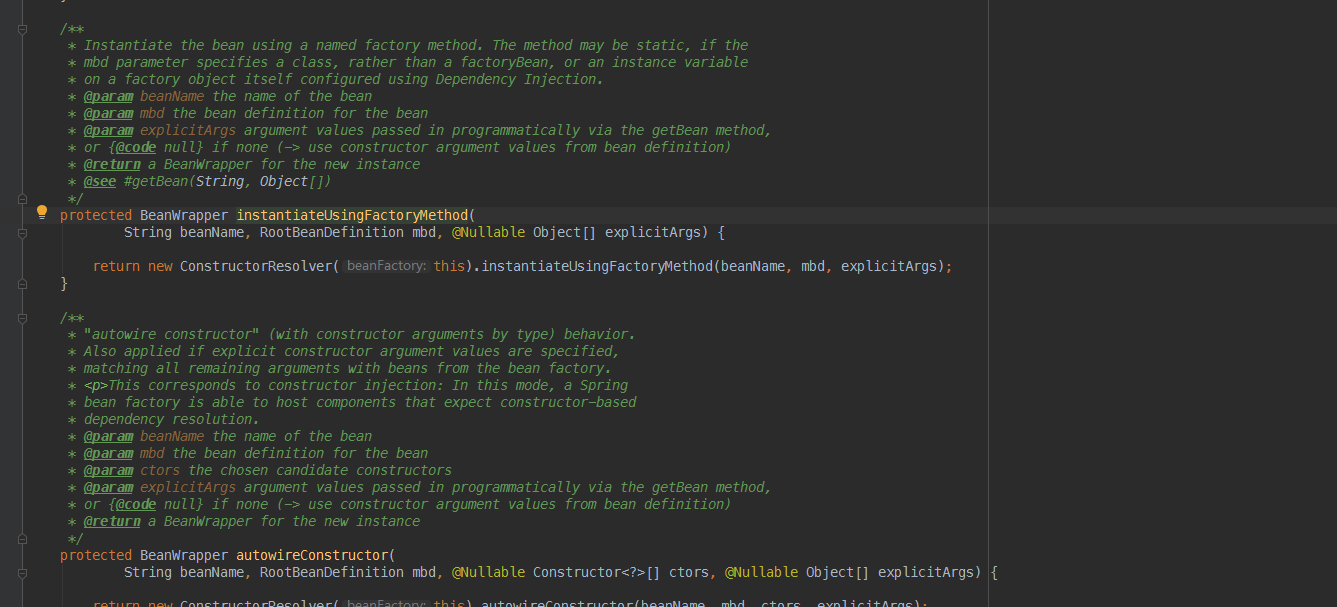 /**
* Instantiate the bean using a named factory method. The method may be static, if the
* mbd parameter specifies a class, rather than a factoryBean, or an instance variable
* on a factory object itself configured using Dependency Injection.
* @param beanName the name of the bean
* @param mbd the bean definition for the bean
* @param explicitArgs argument values passed in programmatically via the getBean method,
* or {@code null} if none (-> use constructor argument values from bean definition)
* @return a BeanWrapper for the new instance
* @see #getBean(String, Object[])
*/
protected BeanWrapper instantiateUsingFactoryMethod(
String beanName, RootBeanDefinition mbd, @Nullable Object[] explicitArgs) {
return new ConstructorResolver( beanFactory: this).instantiateUsingFactoryMethod(beanName, mbd, explicitArgs);
}
/**
* "autowire constructor" (with constructor arguments by type) behavior.
* Also applied if explicit constructor argument values are specified,
* matching all remaining arguments with beans from the bean factory.
* <p>This corresponds to constructor injection: In this mode, a Spring
* bean factory is able to host components that expect constructor-based
* dependency resolution.
* @param beanName the name of the bean
* @param mbd the bean definition for the bean
* @param ctors the chosen candidate constructors
* @param explicitArgs argument values passed in programmatically via the getBean method,
* or {@code null} if none (-> use constructor argument values from bean definition)
* @return a BeanWrapper for the new instance
*/
protected BeanWrapper autowireConstructor(
String beanName, RootBeanDefinition mbd, @Nullable Constructor<?>[] ctors, @Nullable Object[] explicitArgs) {
return new ConstructorResolver( beanFactory: this).autowireConstructor(beanName, mbd, ctors, explicitArgs);